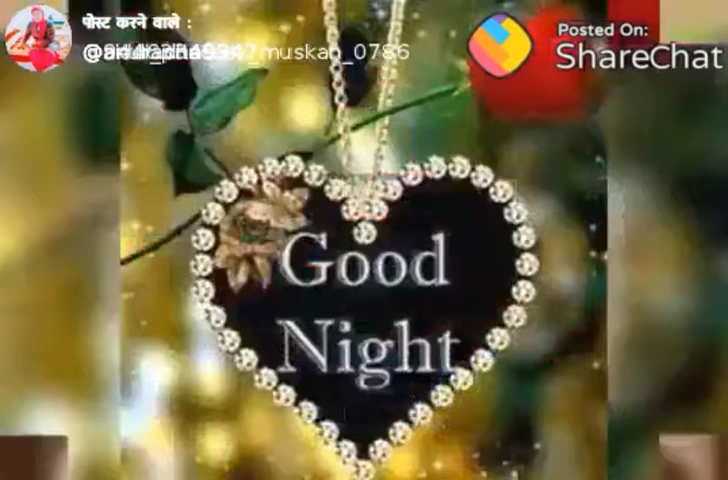 पोस्ट करने वाले :
Posted On:
ShareChat
muskan_0786
Good
Night